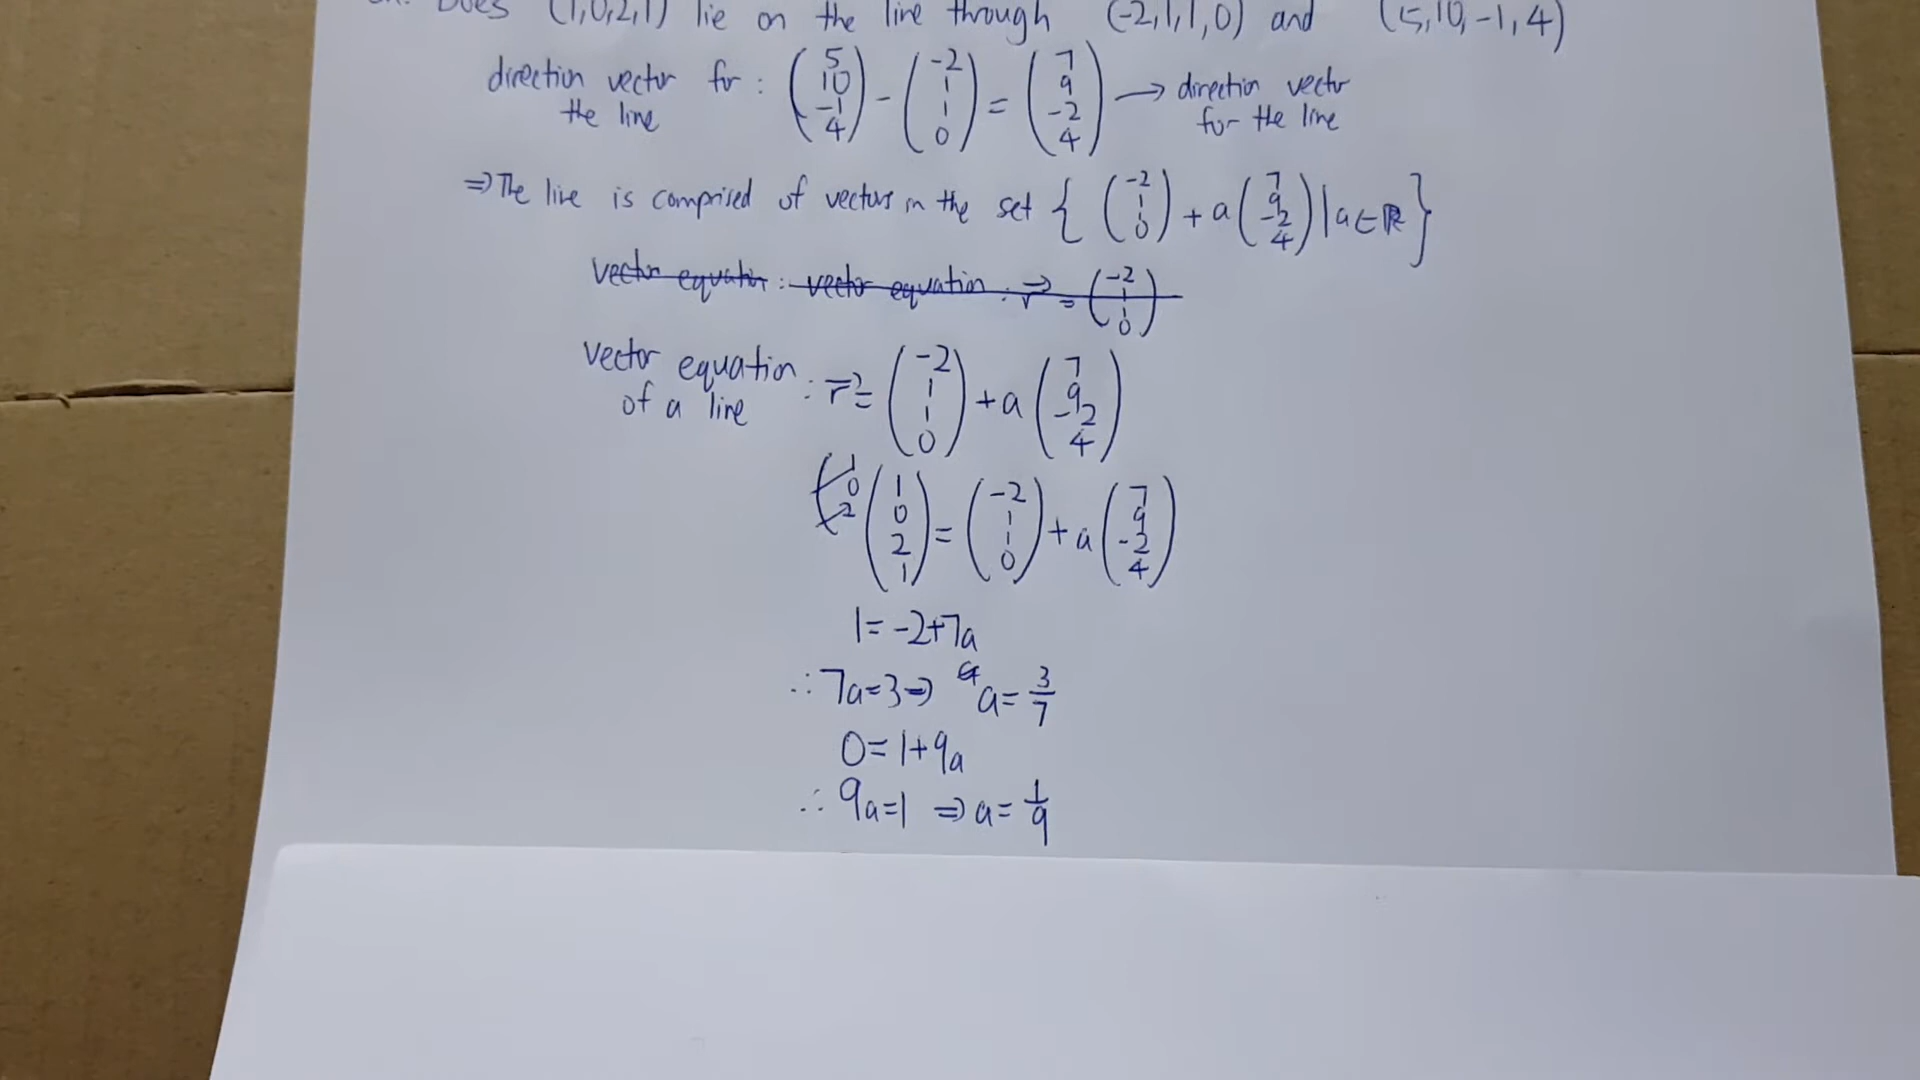 Does (1,0,2,1) lie on the line through (-2,1,1,0) and (5,10,-1,4)
direction vector for the line : (5 10 -1 4) - (-2 1 1 0) = (7 9 -2 4) → direction vector for the line
⇒ The line is comprised of vectors in the set { (-2 1 1 0) + a (7 9 -2 4) | a ∈ ℝ }
vector equation : vector equation : r⃗ = (-2 1 1 0)
vector equation of a line : r⃗ = (-2 1 1 0) + a (7 9 -2 4)
(1 0 2 (1 0 2 1) = (-2 1 1 0) + a (7 9 -2 4)
1 = -2+7a
∴ 7a=3 ⇒ a = 3/7
0 = 1+9a
∴ 9a=1 ⇒ a = 1/9